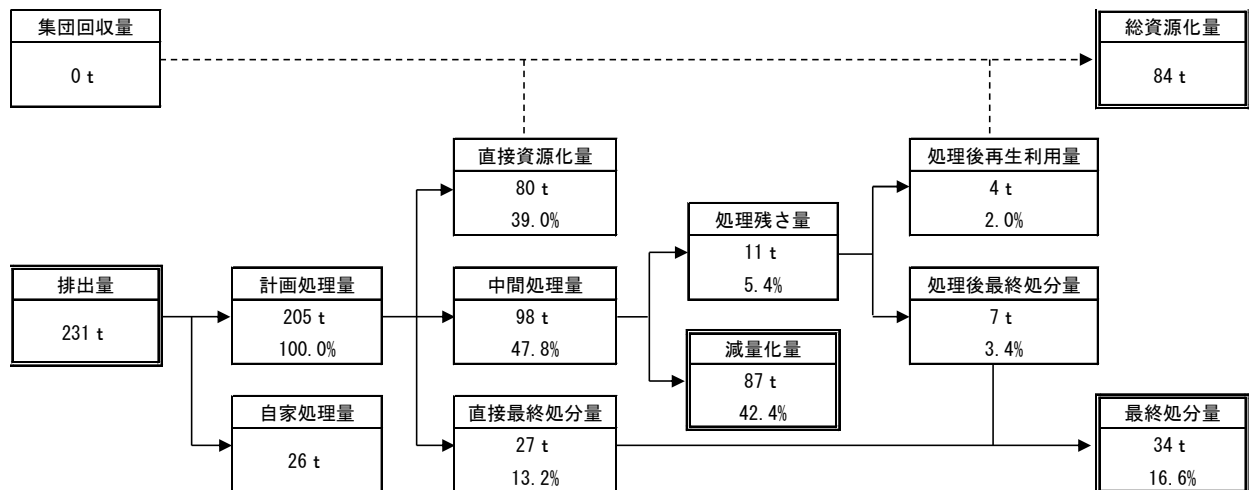 集団回収量
0 t
総資源化量
84 t
直接資源化量
80 t
39.0%
処理後再生利用量
4 t
2.0%
処理残さ量
11 t
5.4%
排出量
231 t
計画処理量
205 t
100.0%
中間処理量
98 t
47.8%
処理後最終処分量
7 t
3.4%
減量化量
87 t
42.4%
自家処理量
26 t
直接最終処分量
27 t
13.2%
最終処分量
34 t
16.6%